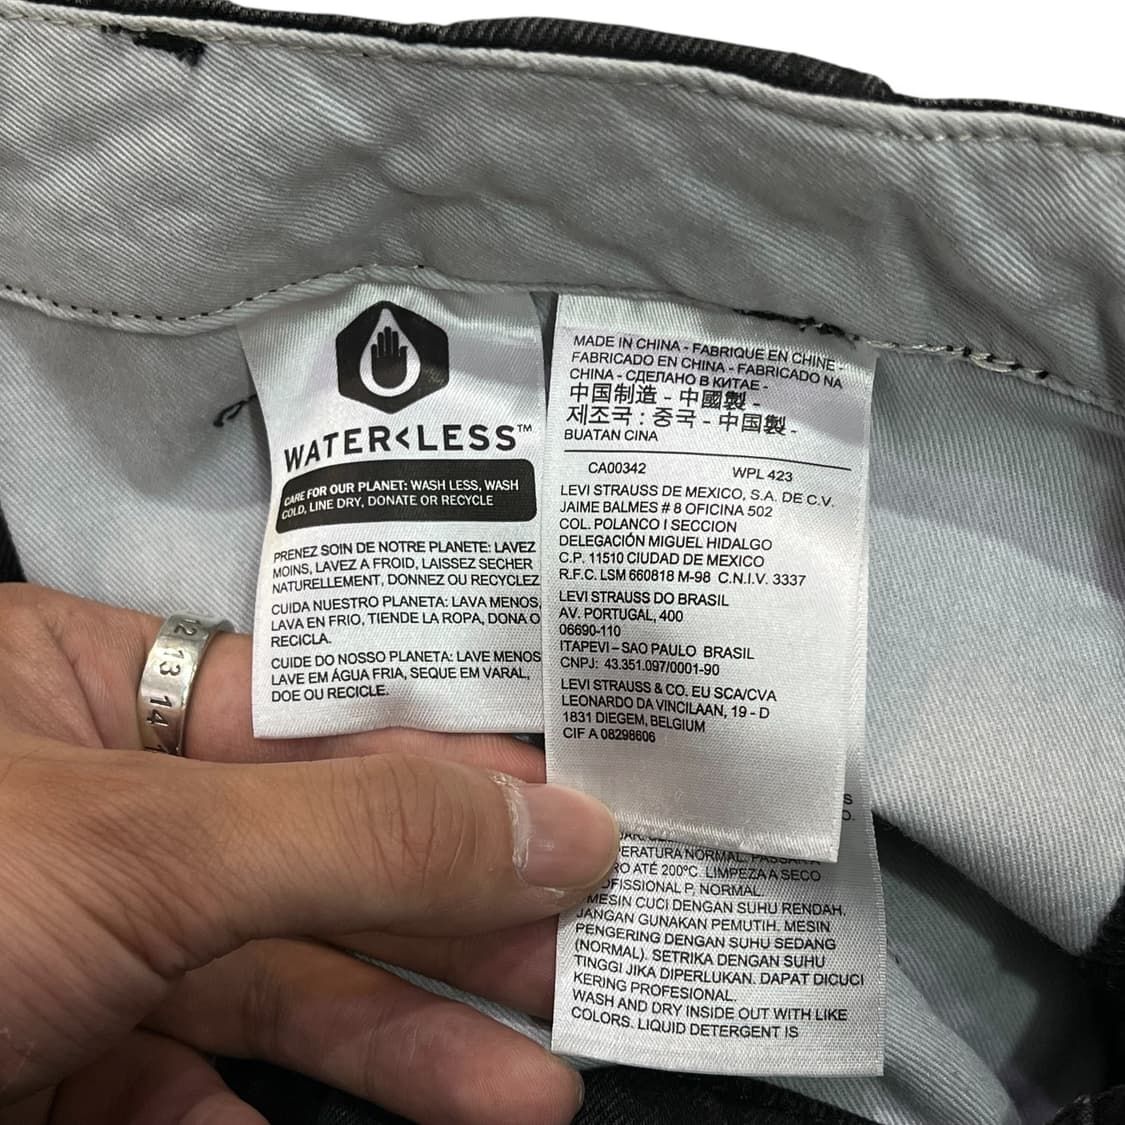 WATER<LESS™
CARE FOR OUR PLANET: WASH LESS, WASH
COLD, LINE DRY, DONATE OR RECYCLE
PRENEZ SOIN DE NOTRE PLANETE: LAVEZ
MOINS, LAVEZ A FROID, LAISSEZ SECHER
NATURELLEMENT, DONNEZ OU RECYCLEZ
CUIDA NUESTRO PLANETA: LAVA MENOS,
LAVA EN FRIO, TIENDE LA ROPA, DONA O
RECICLA.
CUIDE DO NOSSO PLANETA: LAVE MENOS
LAVE EM ÁGUA FRIA, SEQUE EM VARAL,
DOE OU RECICLE.
MADE IN CHINA - FABRIQUE EN CHINE -
FABRICADO EN CHINA - FABRICADO NA
CHINA - СДЕЛАНО В КИТАЕ -
中国制造 - 中國製 -
제조국 : 중국 - 中国製 -
BUATAN CINA
CA00342 WPL 423
LEVI STRAUSS DE MEXICO, S.A. DE C.V.
JAIME BALMES # 8 OFICINA 502
COL. POLANCO I SECCION
DELEGACIÓN MIGUEL HIDALGO
C.P. 11510 CIUDAD DE MEXICO
R.F.C. LSM 660818 M-98 C.N.I.V. 3337
LEVI STRAUSS DO BRASIL
AV. PORTUGAL, 400
06690-110
ITAPEVI – SAO PAULO BRASIL
CNPJ: 43.351.097/0001-90
LEVI STRAUSS & CO. EU SCA/CVA
LEONARDO DA VINCILAAN, 19 - D
1831 DIEGEM, BELGIUM
CIF A 08298606
NORMAL.
ATÉ 200ºC. LIMPEZA A SECO
P, NORMAL
MESIN CUCI DENGAN SUHU RENDAH.
JANGAN GUNAKAN PEMUTIH. MESIN
PENGERING DENGAN SUHU SEDANG
(NORMAL). SETRIKA DENGAN SUHU
TINGGI JIKA DIPERLUKAN. DAPAT DICUCI
KERING PROFESIONAL.
WASH AND DRY INSIDE OUT WITH LIKE
COLORS. LIQUID DETERGENT IS
12
13
14